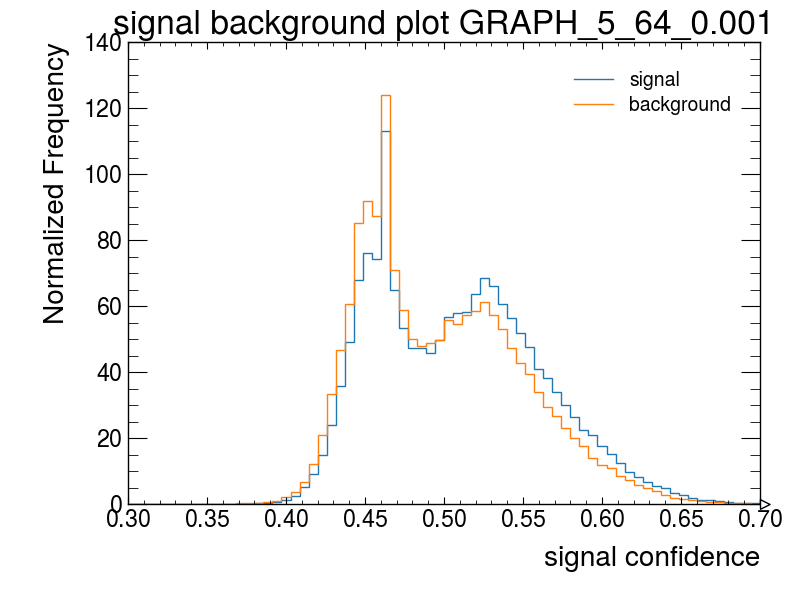 signal background plot GRAPH_5_64_0.001
Normalized Frequency
140
120
100
80
60
40
20
0
signal
background
0.30 0.35 0.40 0.45 0.50 0.55 0.60 0.65 0.70
signal confidence